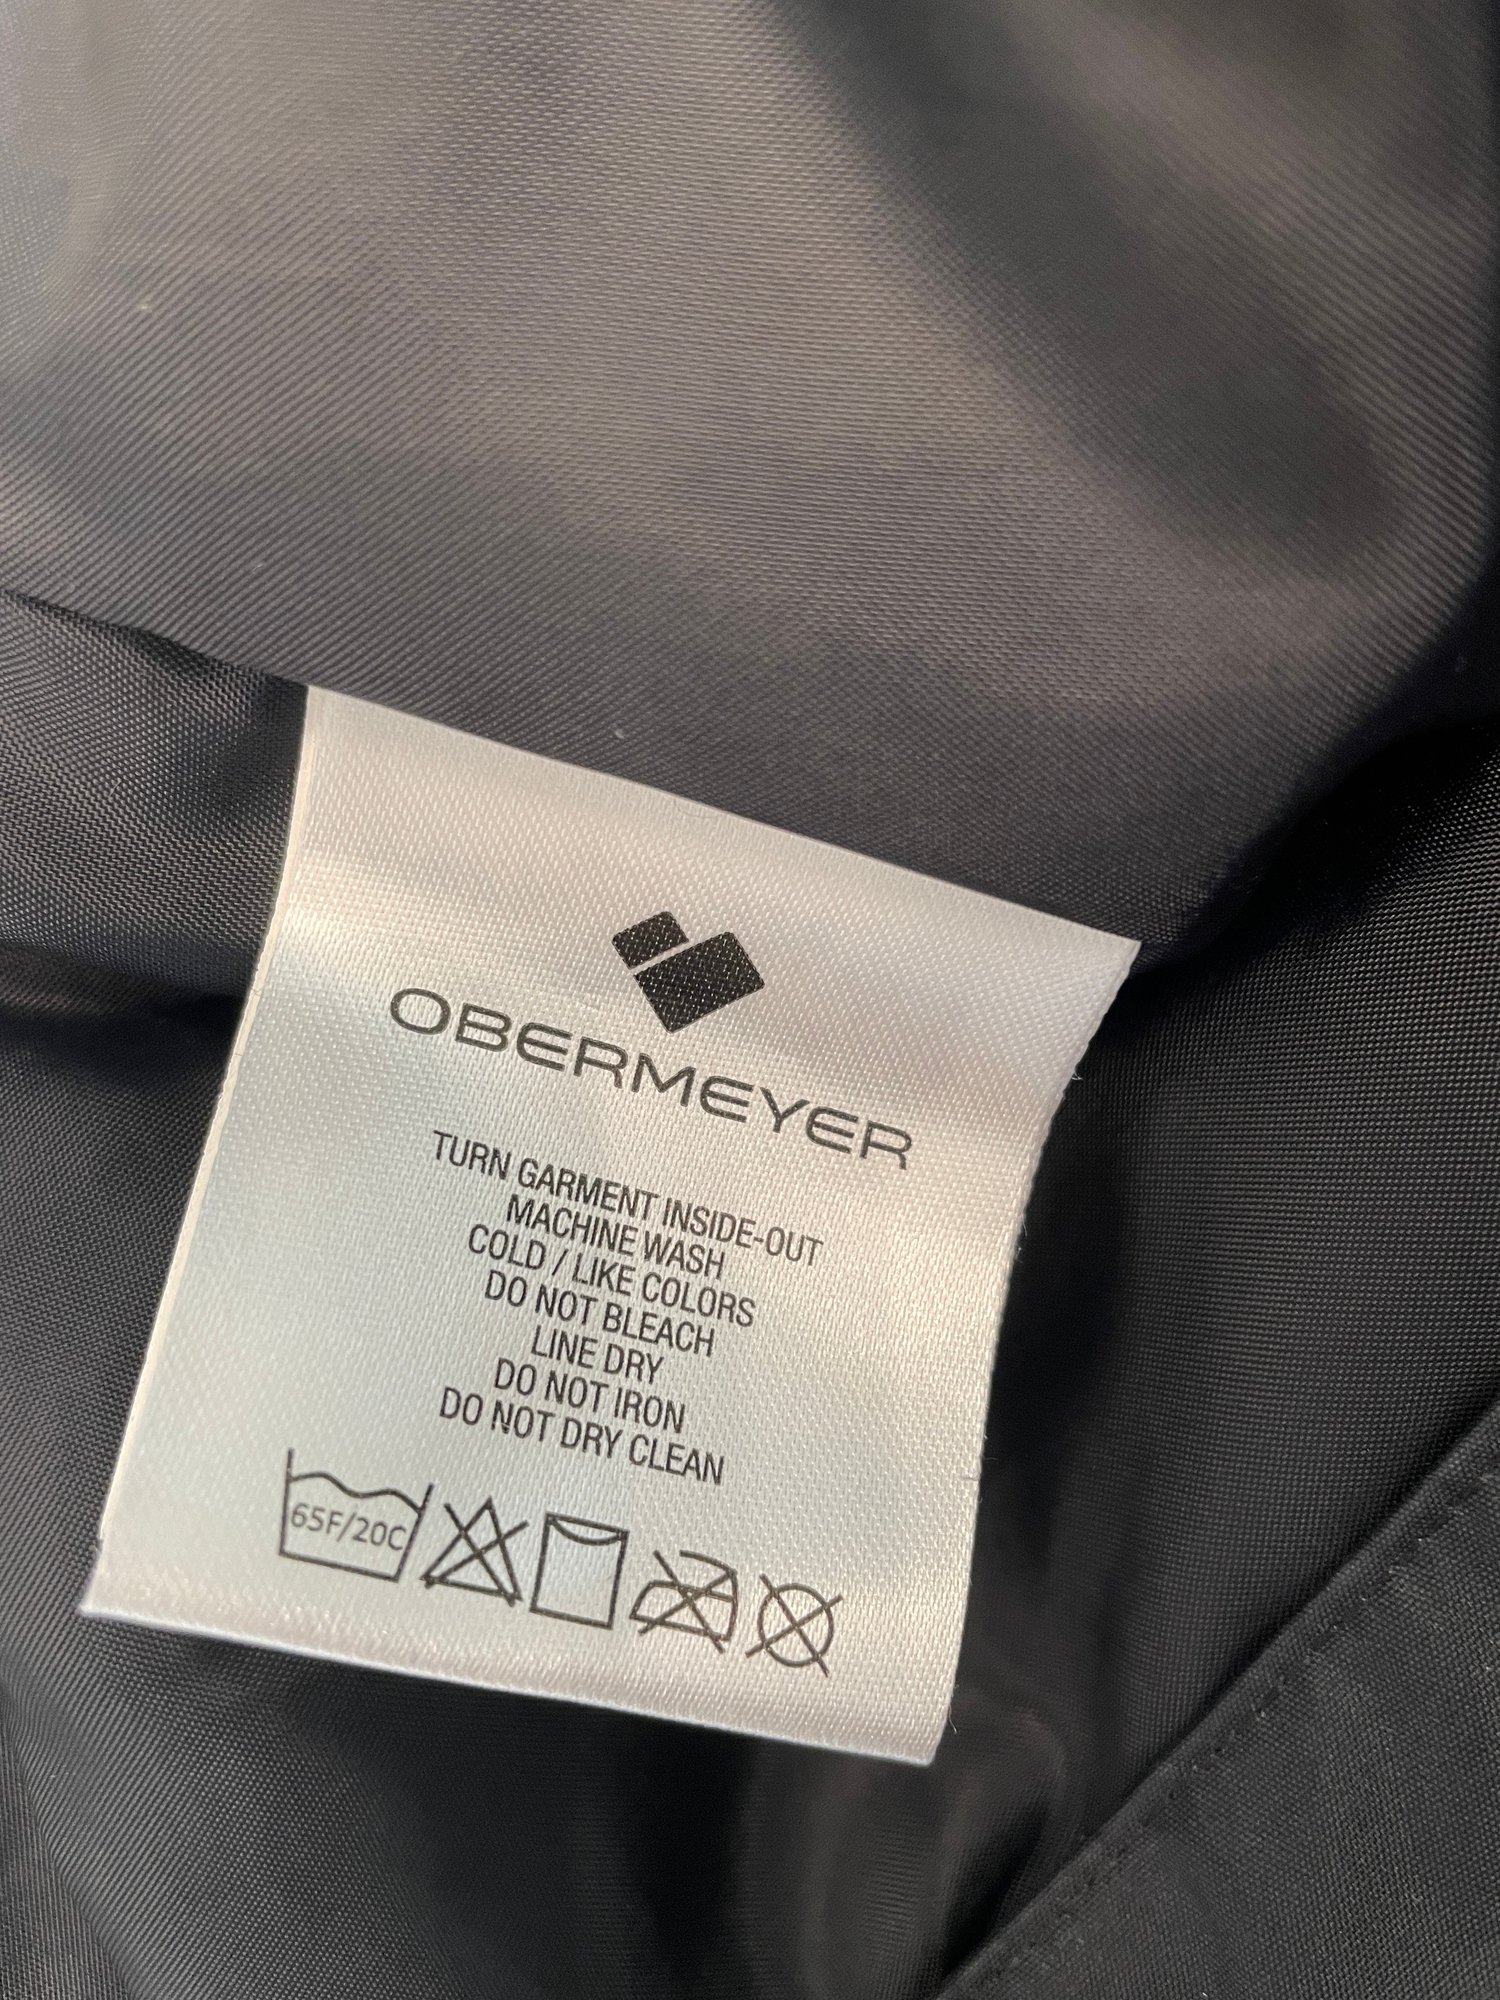 OBERMEYER
TURN GARMENT INSIDE-OUT
MACHINE WASH
COLD / LIKE COLORS
DO NOT BLEACH
LINE DRY
DO NOT IRON
DO NOT DRY CLEAN
65F/20C